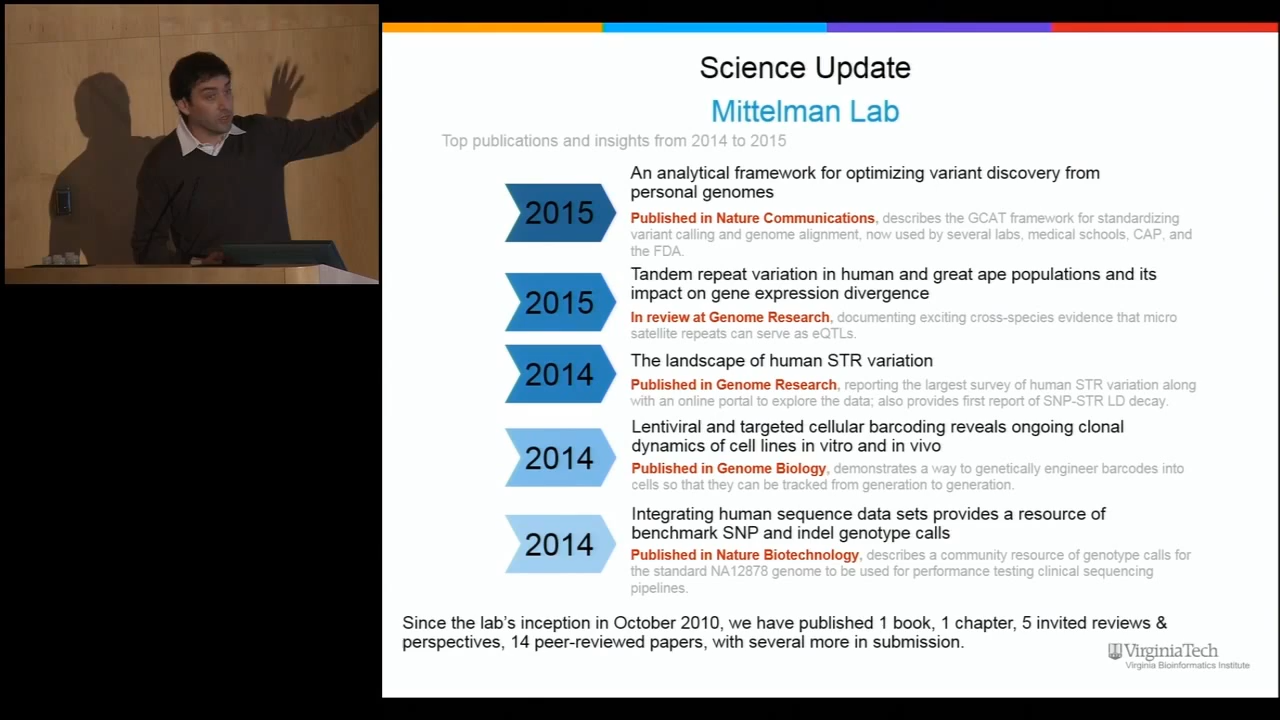 Science Update
Mittelman Lab
Top publications and insights from 2014 to 2015
2015
An analytical framework for optimizing variant discovery from
personal genomes
Published in Nature Communications, describes the GCAT framework for standardizing
variant calling and genome alignment, now used by several labs, medical schools, CAP, and
the FDA.
2015
Tandem repeat variation in human and great ape populations and its
impact on gene expression divergence
In review at Genome Research, documenting exciting cross-species evidence that micro
satellite repeats can serve as eQTLs.
2014
The landscape of human STR variation
Published in Genome Research, reporting the largest survey of human STR variation along
with an online portal to explore the data; also provides first report of SNP-STR LD decay.
2014
Lentiviral and targeted cellular barcoding reveals ongoing clonal
dynamics of cell lines in vitro and in vivo
Published in Genome Biology, demonstrates a way to genetically engineer barcodes into
cells so that they can be tracked from generation to generation.
2014
Integrating human sequence data sets provides a resource of
benchmark SNP and indel genotype calls
Published in Nature Biotechnology, describes a community resource of genotype calls for
the standard NA12878 genome to be used for performance testing clinical sequencing
pipelines.
Since the lab's inception in October 2010, we have published 1 book, 1 chapter, 5 invited reviews &
perspectives, 14 peer-reviewed papers, with several more in submission.
VirginiaTech
Virginia Bioinformatics Institute